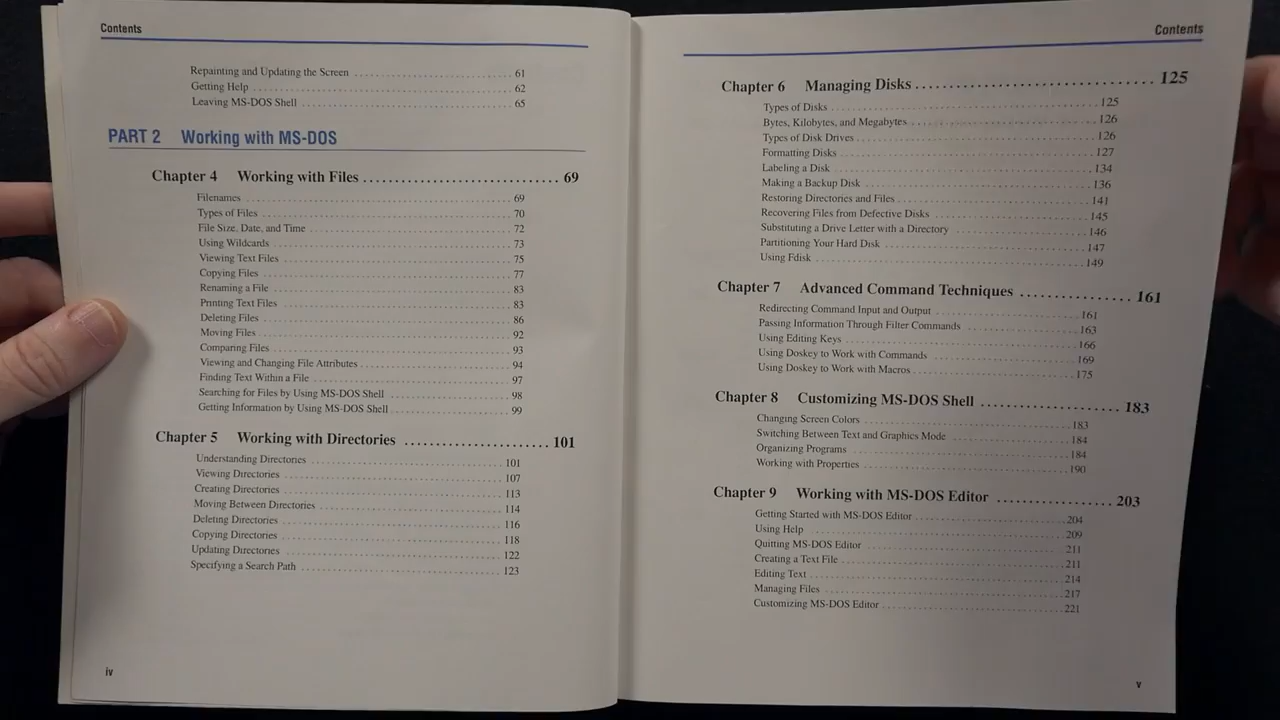 Contents
Repainting and Updating the Screen ........ 61
Getting Help ........ 62
Leaving MS-DOS Shell ........ 65
PART 2 Working with MS-DOS
Chapter 4 Working with Files ........ 69
Filenames ........ 69
Types of Files ........ 70
File Size, Date, and Time ........ 72
Using Wildcards ........ 73
Viewing Text Files ........ 75
Copying Files ........ 77
Renaming a File ........ 83
Printing Text Files ........ 83
Deleting Files ........ 86
Moving Files ........ 92
Comparing Files ........ 93
Viewing and Changing File Attributes ........ 94
Finding Text Within a File ........ 97
Searching for Files by Using MS-DOS Shell ........ 98
Getting Information by Using MS-DOS Shell ........ 99
Chapter 5 Working with Directories ........ 101
Understanding Directories ........ 101
Viewing Directories ........ 107
Creating Directories ........ 113
Moving Between Directories ........ 114
Deleting Directories ........ 116
Copying Directories ........ 118
Updating Directories ........ 122
Specifying a Search Path ........ 123
iv
Contents
Chapter 6 Managing Disks ........ 125
Types of Disks ........ 125
Bytes, Kilobytes, and Megabytes ........ 126
Types of Disk Drives ........ 126
Formatting Disks ........ 127
Labeling a Disk ........ 134
Making a Backup Disk ........ 136
Restoring Directories and Files ........ 141
Recovering Files from Defective Disks ........ 145
Substituting a Drive Letter with a Directory ........ 146
Partitioning Your Hard Disk ........ 147
Using Fdisk ........ 149
Chapter 7 Advanced Command Techniques ........ 161
Redirecting Command Input and Output ........ 161
Passing Information Through Filter Commands ........ 163
Using Editing Keys ........ 166
Using Doskey to Work with Commands ........ 169
Using Doskey to Work with Macros ........ 175
Chapter 8 Customizing MS-DOS Shell ........ 183
Changing Screen Colors ........ 183
Switching Between Text and Graphics Mode ........ 184
Organizing Programs ........ 184
Working with Properties ........ 190
Chapter 9 Working with MS-DOS Editor ........ 203
Getting Started with MS-DOS Editor ........ 204
Using Help ........ 209
Quitting MS-DOS Editor ........ 211
Creating a Text File ........ 211
Editing Text ........ 214
Managing Files ........ 217
Customizing MS-DOS Editor ........ 221
v